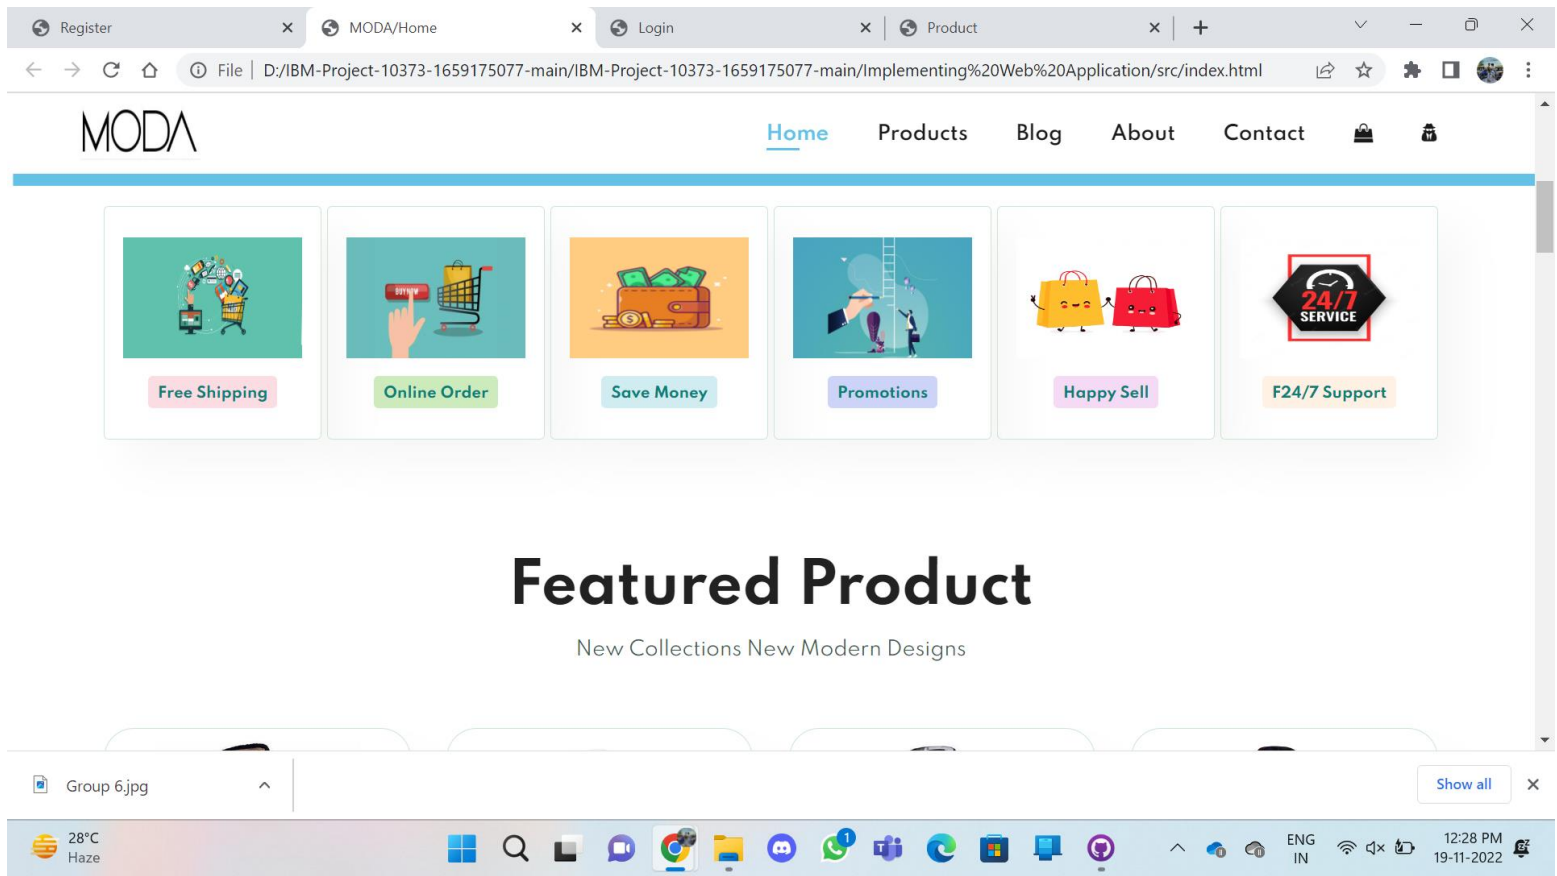 Register
MODA/Home
Login
Product
File D:/IBM-Project-10373-1659175077-main/IBM-Project-10373-1659175077-main/Implementing%20Web%20Application/src/index.html
MODA
Home Products Blog About Contact
BUY NOW
24/7
SERVICE
Free Shipping
Online Order
Save Money
Promotions
Happy Sell
F24/7 Support
Featured Product
New Collections New Modern Designs
Group 6.jpg
Show all
28°C
Haze
1
ENG
IN
12:28 PM
19-11-2022